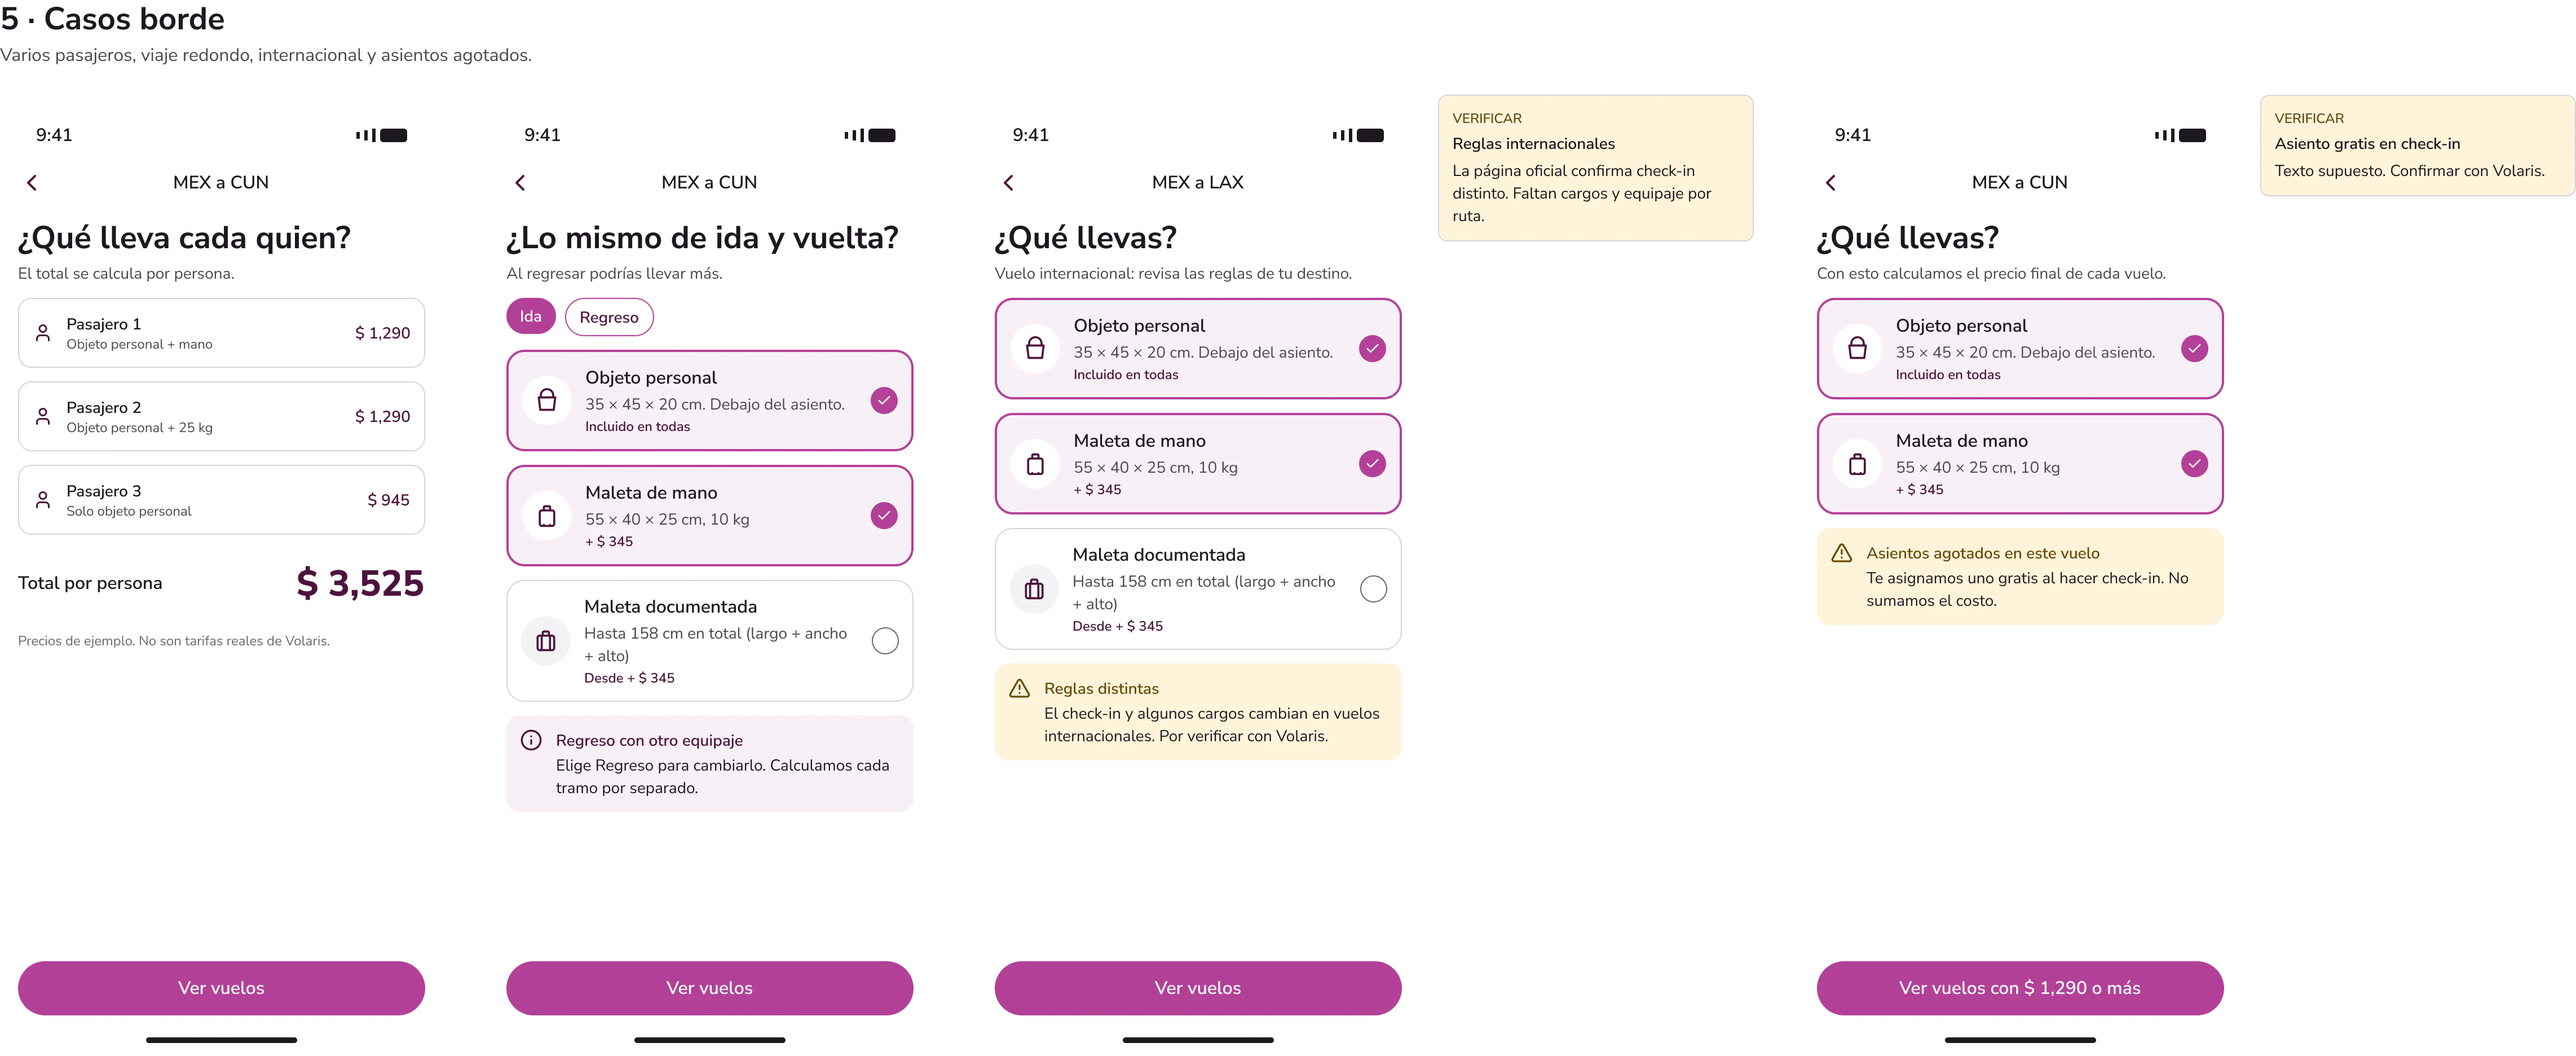 5 · Casos borde
Varios pasajeros, viaje redondo, internacional y asientos agotados.
9:41
MEX a CUN
¿Qué lleva cada quien?
El total se calcula por persona.
Pasajero 1
Objeto personal + mano
$ 1,290
Pasajero 2
Objeto personal + 25 kg
$ 1,290
Pasajero 3
Solo objeto personal
$ 945
Total por persona
$ 3,525
Precios de ejemplo. No son tarifas reales de Volaris.
Ver vuelos
9:41
MEX a CUN
¿Lo mismo de ida y vuelta?
Al regresar podrías llevar más.
Ida
Regreso
Objeto personal
35 × 45 × 20 cm. Debajo del asiento.
Incluido en todas
Maleta de mano
55 × 40 × 25 cm, 10 kg
+ $ 345
Maleta documentada
Hasta 158 cm en total (largo + ancho
+ alto)
Desde + $ 345
Regreso con otro equipaje
Elige Regreso para cambiarlo. Calculamos cada
tramo por separado.
Ver vuelos
9:41
MEX a LAX
¿Qué llevas?
Vuelo internacional: revisa las reglas de tu destino.
Objeto personal
35 × 45 × 20 cm. Debajo del asiento.
Incluido en todas
Maleta de mano
55 × 40 × 25 cm, 10 kg
+ $ 345
Maleta documentada
Hasta 158 cm en total (largo + ancho
+ alto)
Desde + $ 345
Reglas distintas
El check-in y algunos cargos cambian en vuelos
internacionales. Por verificar con Volaris.
Ver vuelos
VERIFICAR
Reglas internacionales
La página oficial confirma check-in
distinto. Faltan cargos y equipaje por
ruta.
9:41
MEX a CUN
¿Qué llevas?
Con esto calculamos el precio final de cada vuelo.
Objeto personal
35 × 45 × 20 cm. Debajo del asiento.
Incluido en todas
Maleta de mano
55 × 40 × 25 cm, 10 kg
+ $ 345
Asientos agotados en este vuelo
Te asignamos uno gratis al hacer check-in. No
sumamos el costo.
Ver vuelos con $ 1,290 o más
VERIFICAR
Asiento gratis en check-in
Texto supuesto. Confirmar con Volaris.